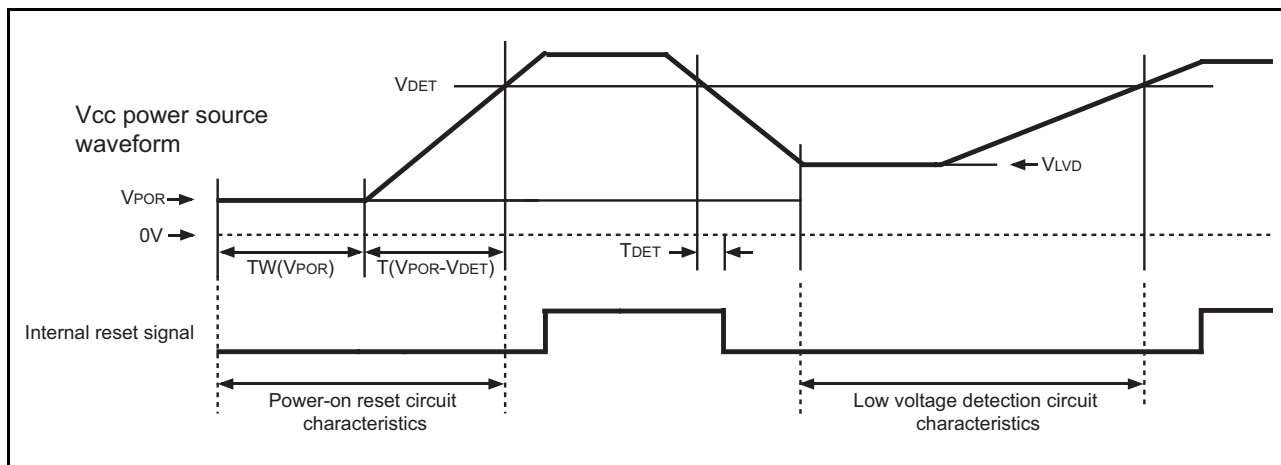 VDET
Vcc power source
waveform
VLVD
VPOR
0V
TDET
TW(VPOR)
T(VPOR-VDET)
Internal reset signal
Power-on reset circuit
characteristics
Low voltage detection circuit
characteristics